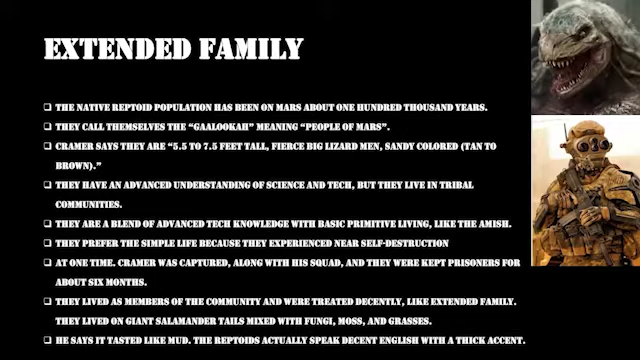 EXTENDED FAMILY
❑ THE NATIVE REPTOID POPULATION HAS BEEN ON MARS ABOUT ONE HUNDRED THOUSAND YEARS.
❑ THEY CALL THEMSELVES THE “GAALOOKAH” MEANING “PEOPLE OF MARS”.
❑ CRAMER SAYS THEY ARE “5.5 TO 7.5 FEET TALL, FIERCE BIG LIZARD MEN, SANDY COLORED (TAN TO
BROWN).”
❑ THEY HAVE AN ADVANCED UNDERSTANDING OF SCIENCE AND TECH, BUT THEY LIVE IN TRIBAL
COMMUNITIES.
❑ THEY ARE A BLEND OF ADVANCED TECH KNOWLEDGE WITH BASIC PRIMITIVE LIVING, LIKE THE AMISH.
❑ THEY PREFER THE SIMPLE LIFE BECAUSE THEY EXPERIENCED NEAR SELF-DESTRUCTION
❑ AT ONE TIME. CRAMER WAS CAPTURED, ALONG WITH HIS SQUAD, AND THEY WERE KEPT PRISONERS FOR
ABOUT SIX MONTHS.
❑ THEY LIVED AS MEMBERS OF THE COMMUNITY AND WERE TREATED DECENTLY, LIKE EXTENDED FAMILY.
THEY LIVED ON GIANT SALAMANDER TAILS MIXED WITH FUNGI, MOSS, AND GRASSES.
❑ HE SAYS IT TASTED LIKE MUD. THE REPTOIDS ACTUALLY SPEAK DECENT ENGLISH WITH A THICK ACCENT.